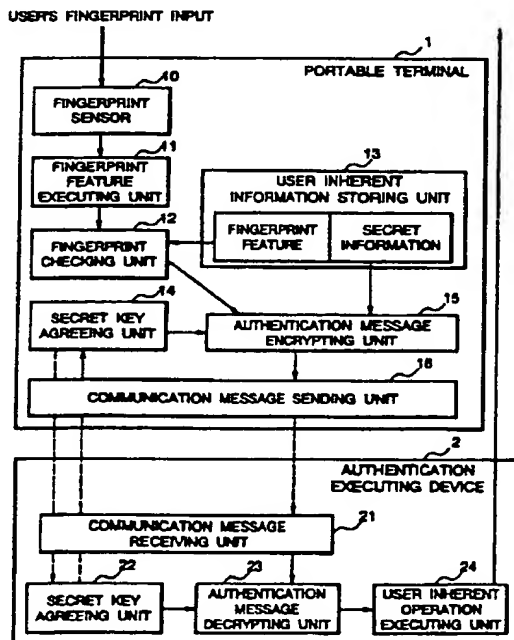 USER'S FINGERPRINT INPUT
1
PORTABLE TERMINAL
10
FINGERPRINT
SENSOR
11
FINGERPRINT
FEATURE
EXECUTING UNIT
13
USER INHERENT
INFORMATION STORING UNIT
FINGERPRINT
FEATURE
SECRET
INFORMATION
12
FINGERPRINT
CHECKING UNIT
14
SECRET KEY
AGREEING UNIT
15
AUTHENTICATION MESSAGE
ENCRYPTING UNIT
16
COMMUNICATION MESSAGE SENDING UNIT
2
AUTHENTICATION
EXECUTING DEVICE
COMMUNICATION MESSAGE
RECEIVING UNIT
21
22
SECRET KEY
AGREEING UNIT
23
AUTHENTICATION
MESSAGE
DECRYPTING UNIT
24
USER INHERENT
OPERATION
EXECUTING UNIT